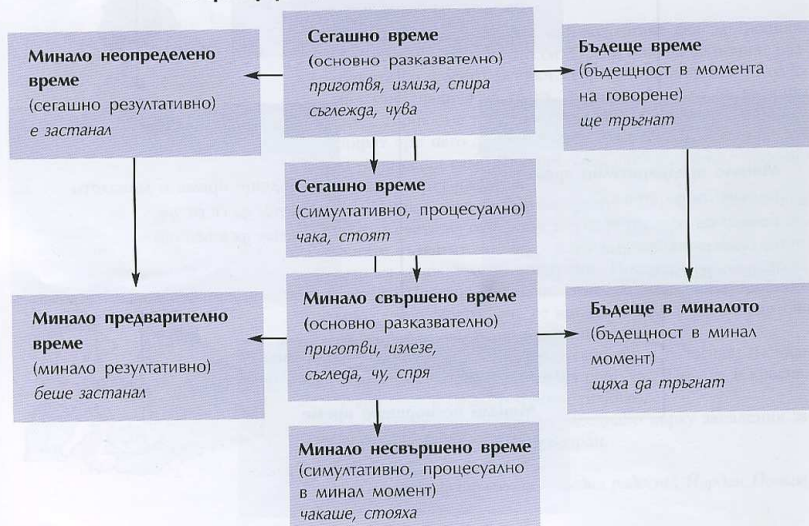 Минало неопределено
време
(сегашно резултативно)
е застанал
Сегашно време
(основно разказвателно)
приготвя, излиза, спира
съглежда, чува
Бъдеще време
(бъдещност в момента
на говорене)
ще тръгнат
Сегашно време
(симултативно, процесуално)
чака, стоят
Минало предварително
време
(минало резултативно)
беше застанал
Минало свършено време
(основно разказвателно)
приготви, излезе,
съгледа, чу, спря
Бъдеще в миналото
(бъдещност в минал
момент)
щяха да тръгнат
Минало несвършено време
(симултативно, процесуално
в минал момент)
чакаше, стояха